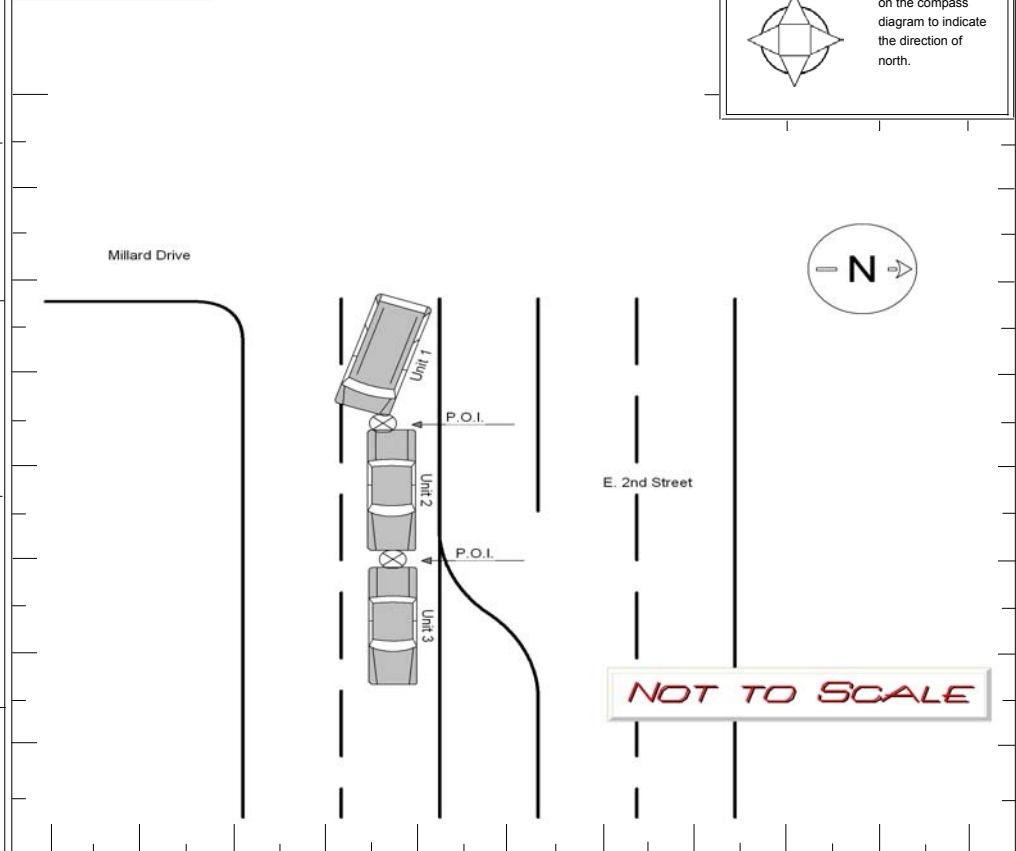 on the compass
diagram to indicate
the direction of
north.
Millard Drive
N
Unit 1
P.O.I.
Unit 2
E. 2nd Street
P.O.I.
Unit 3
NOT TO SCALE